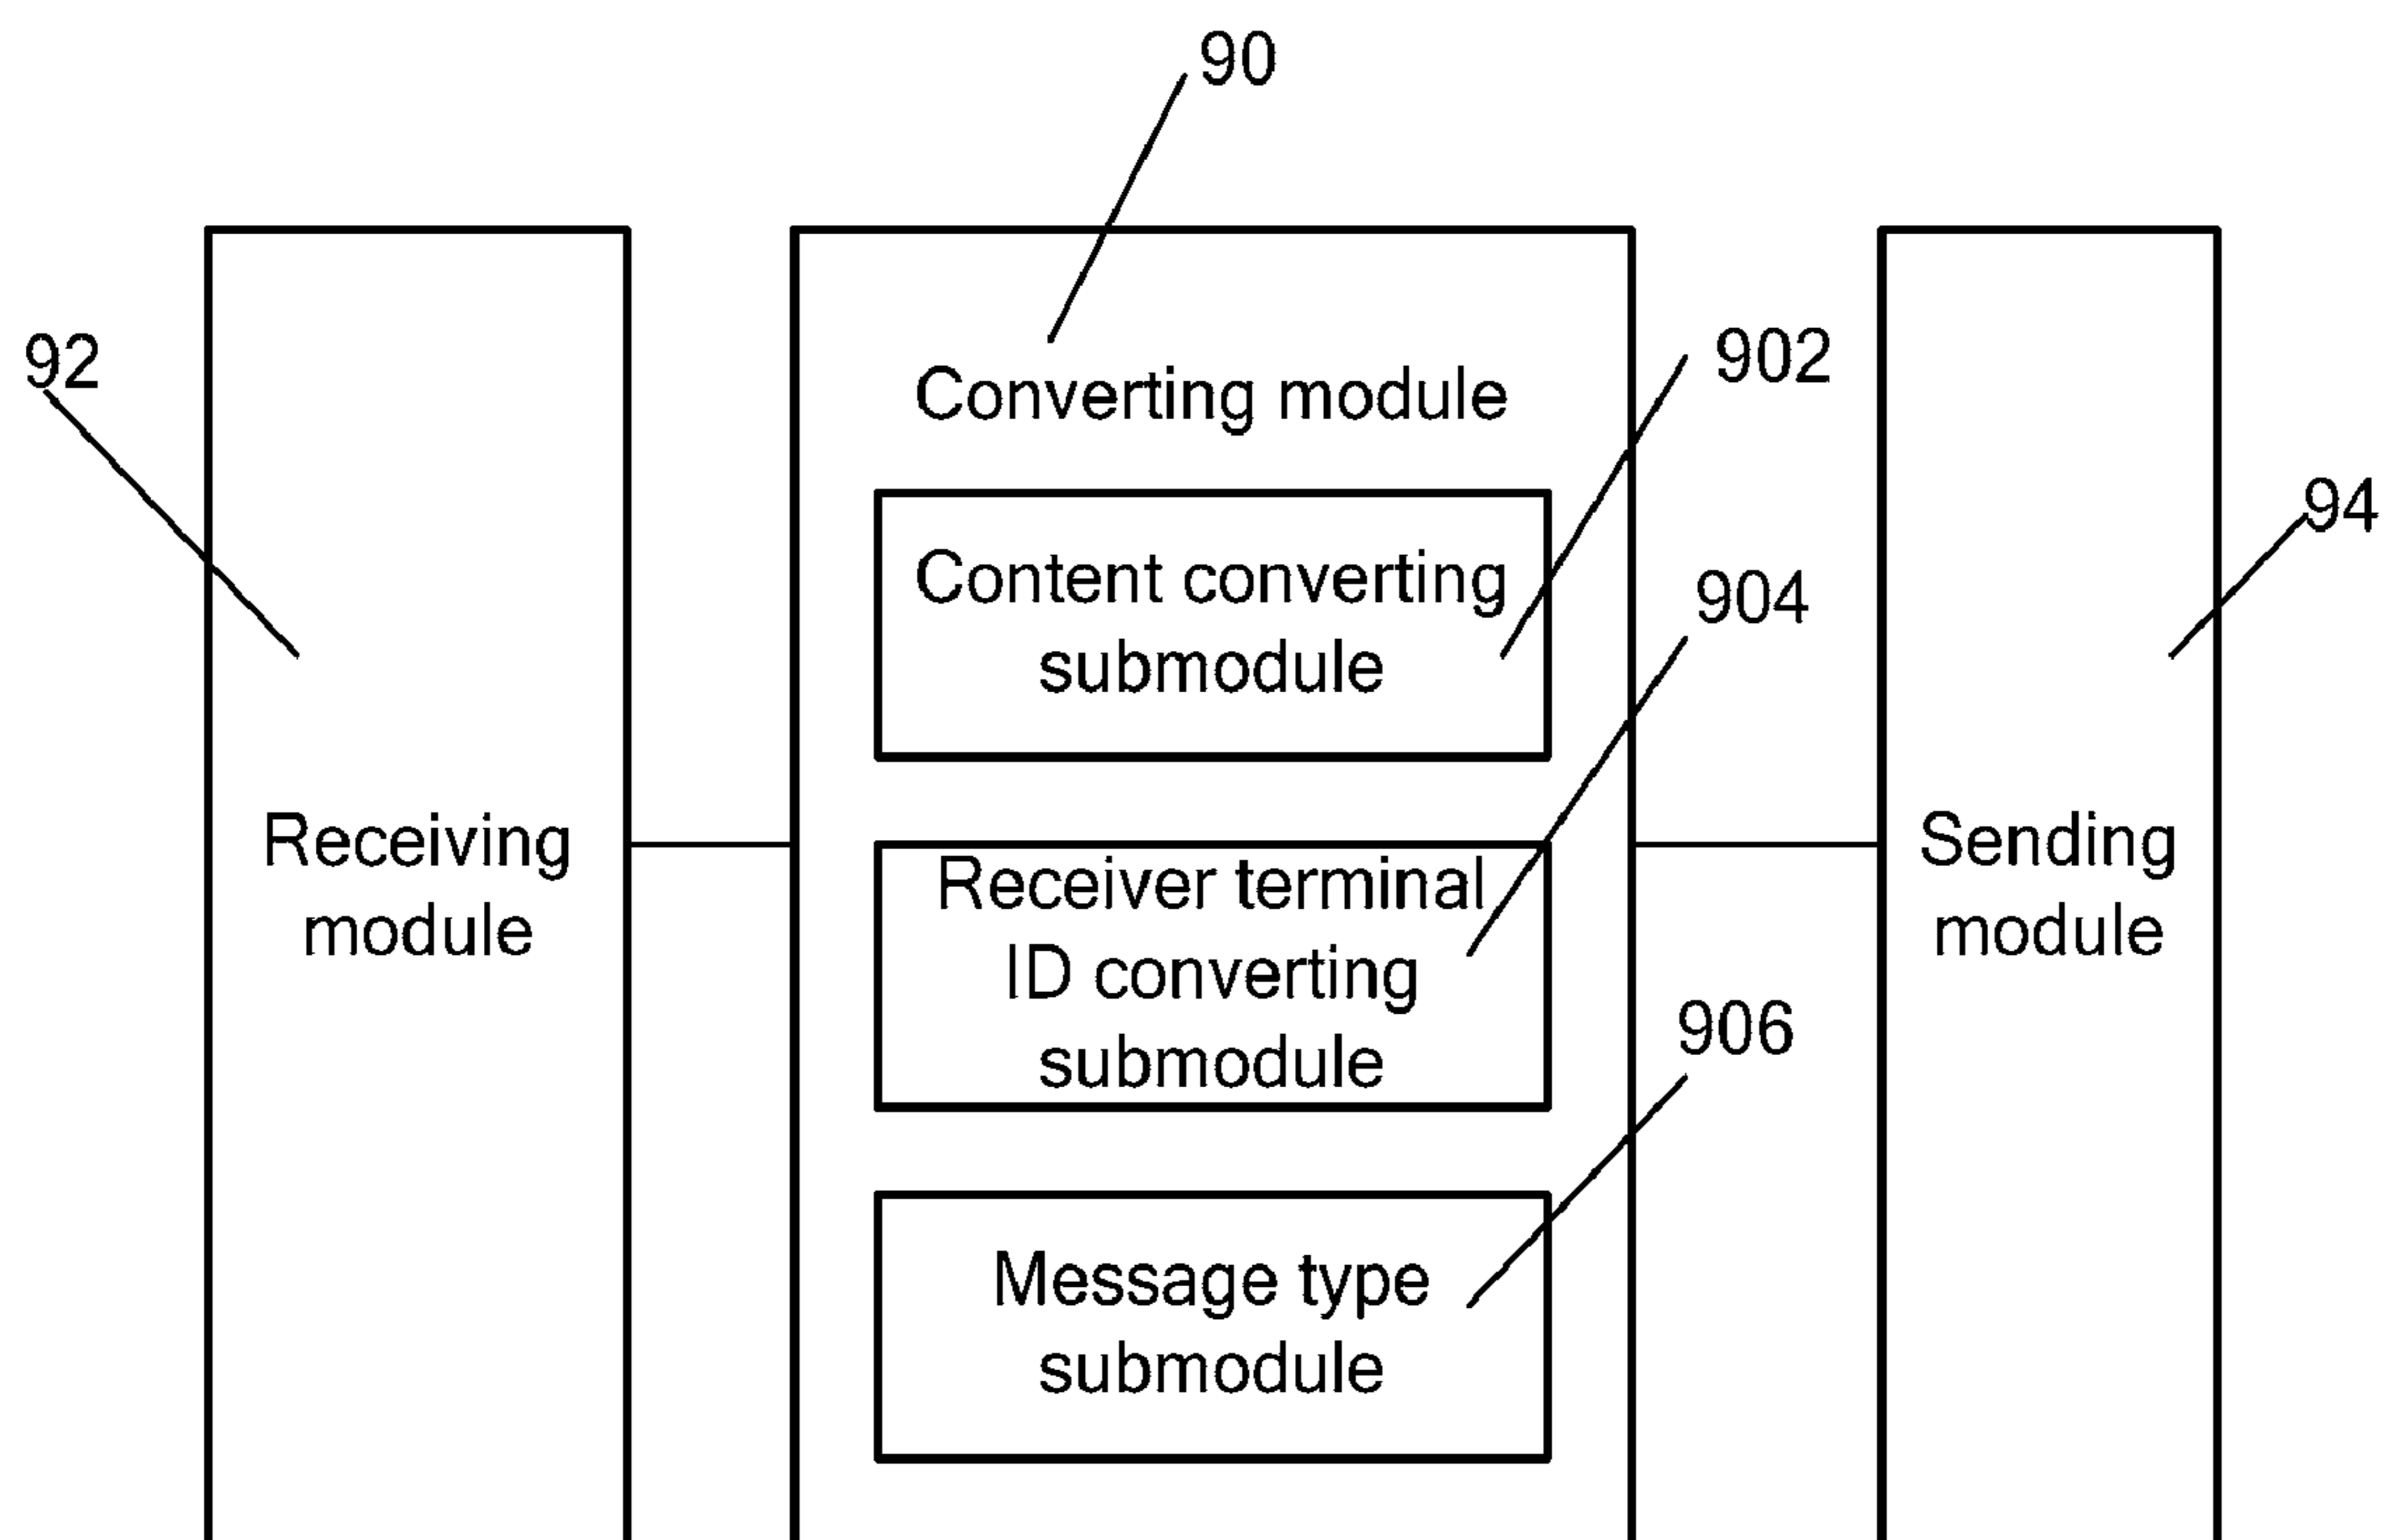 90
92
Converting module
902
Content converting
submodule
94
904
Receiving
module
Receiver terminal
ID converting
submodule
Sending
module
906
Message type
submodule